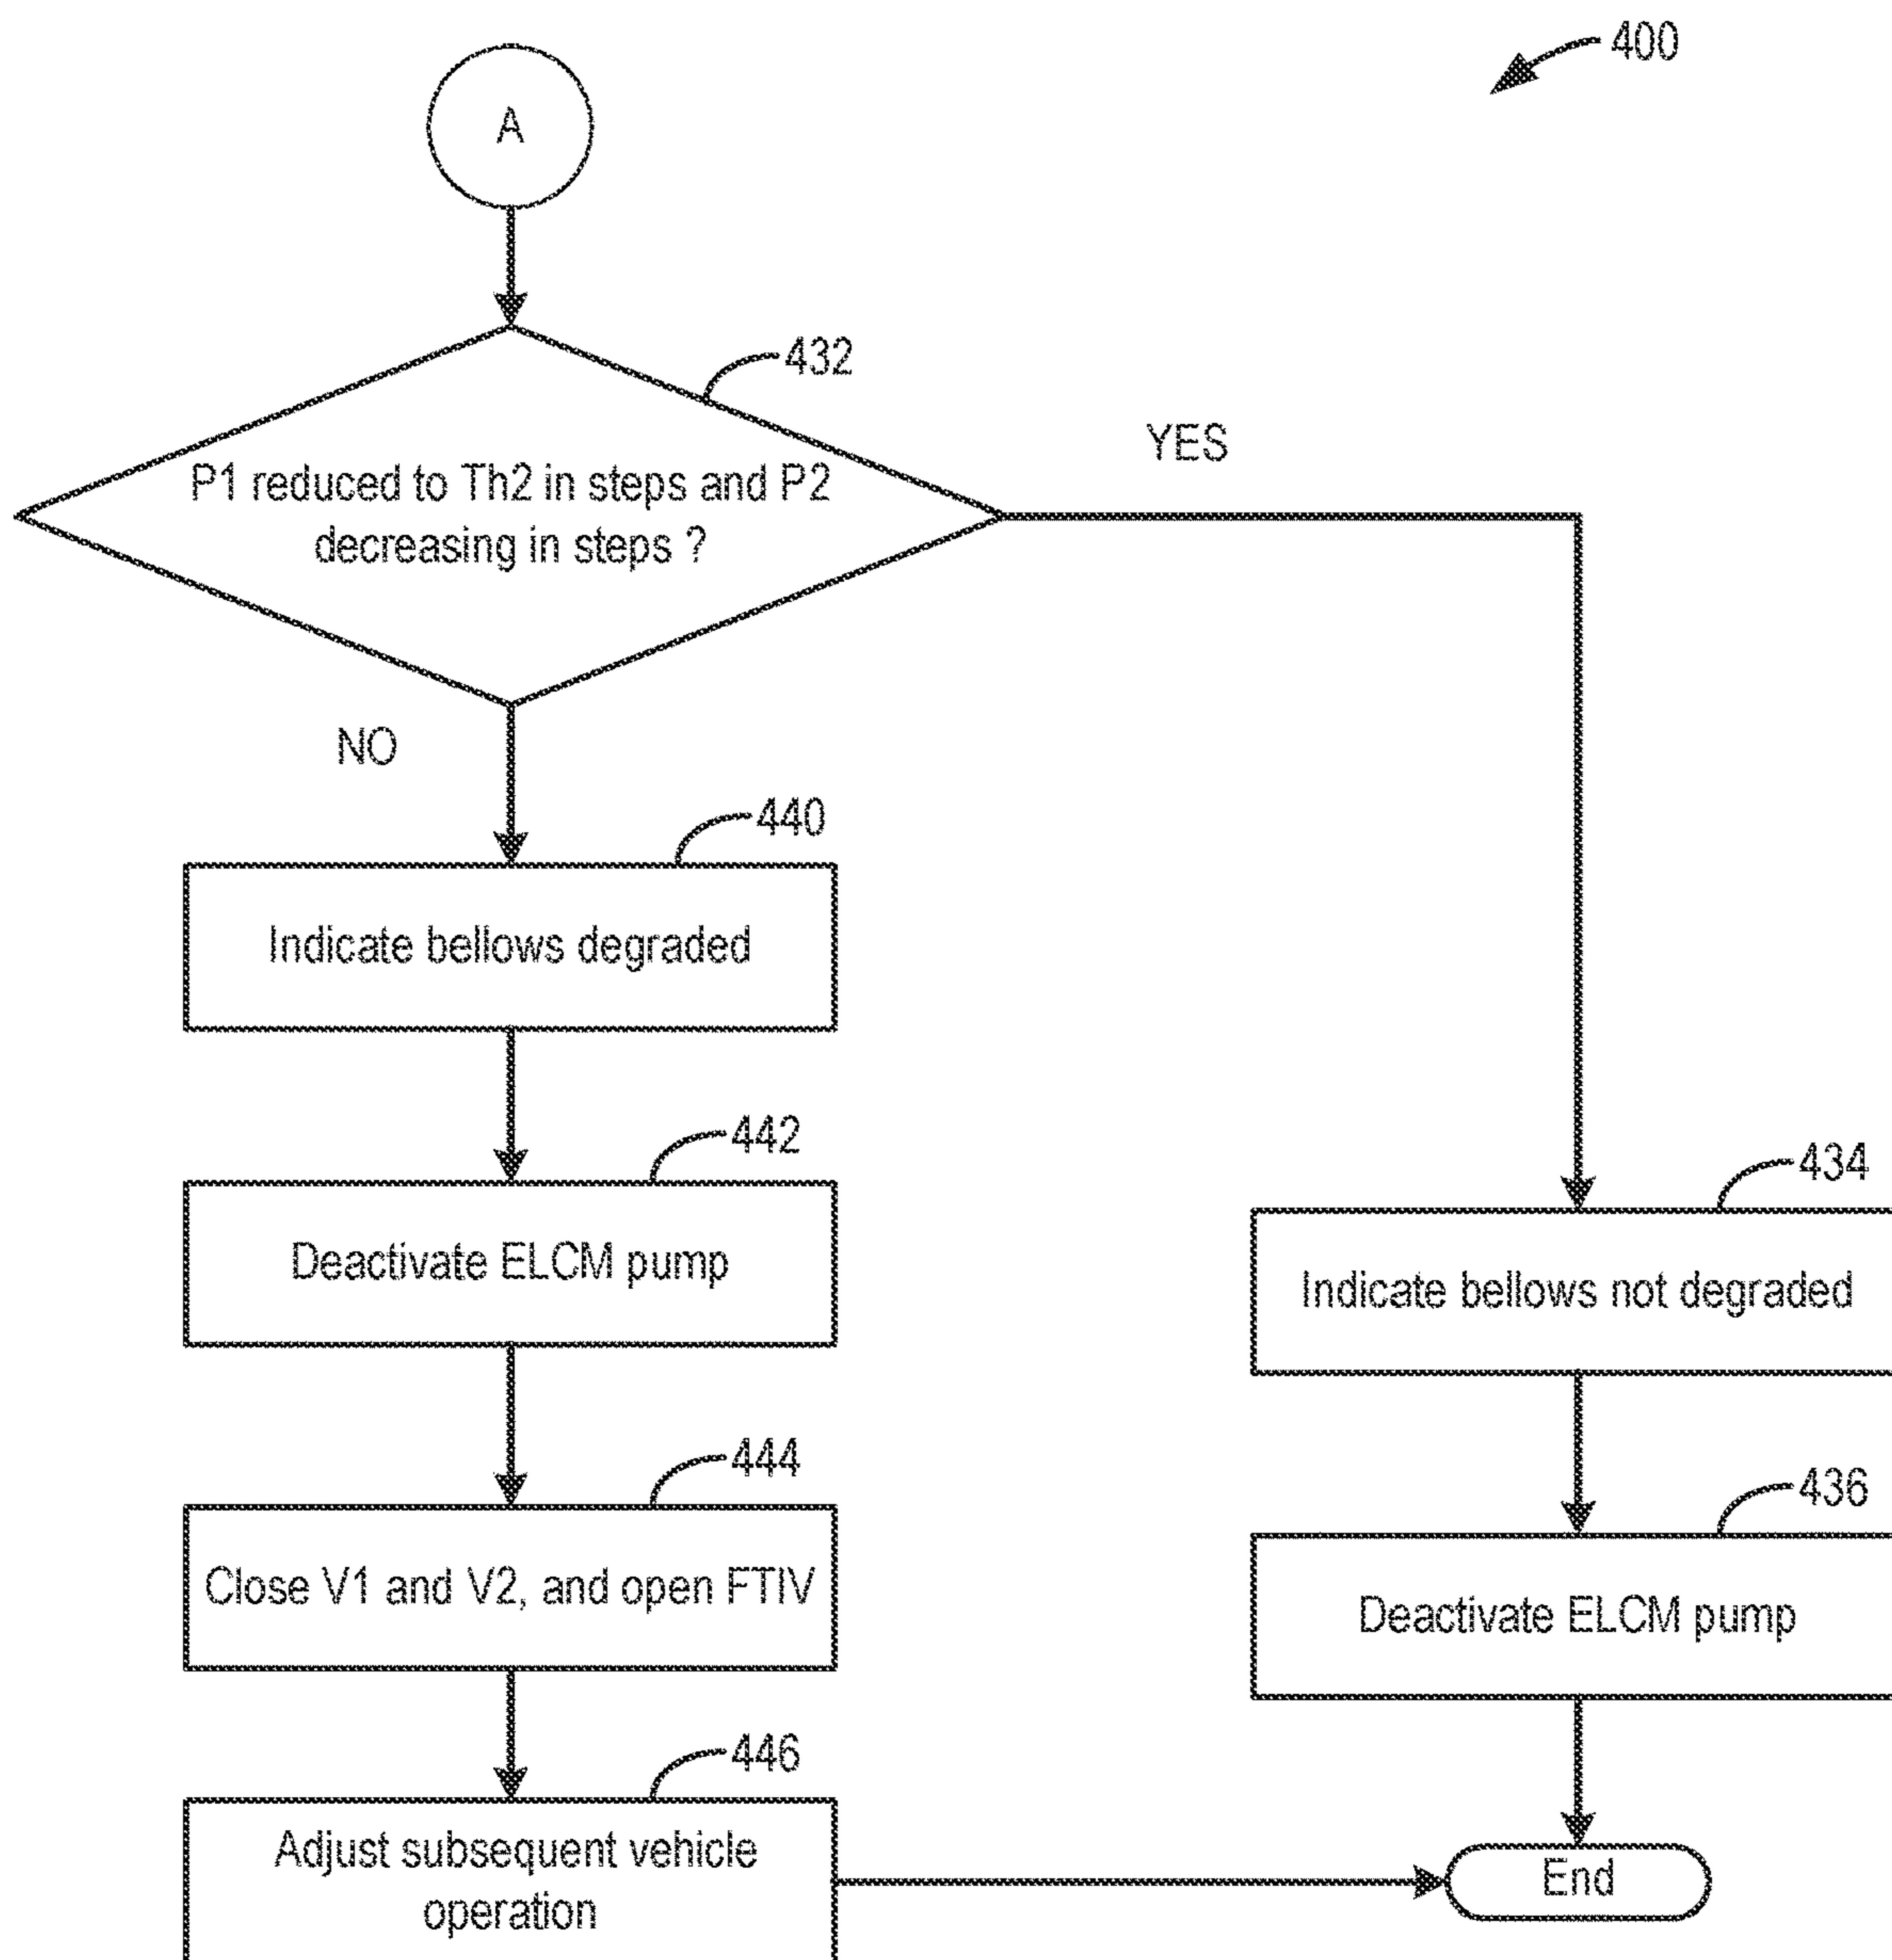 400
A
432
P1 reduced to Th2 in steps and P2
decreasing in steps ?
YES
NO
440
Indicate bellows degraded
442
Deactivate ELCM pump
434
Indicate bellows not degraded
444
Close V1 and V2, and open FTIV
436
Deactivate ELCM pump
446
Adjust subsequent vehicle
operation
End